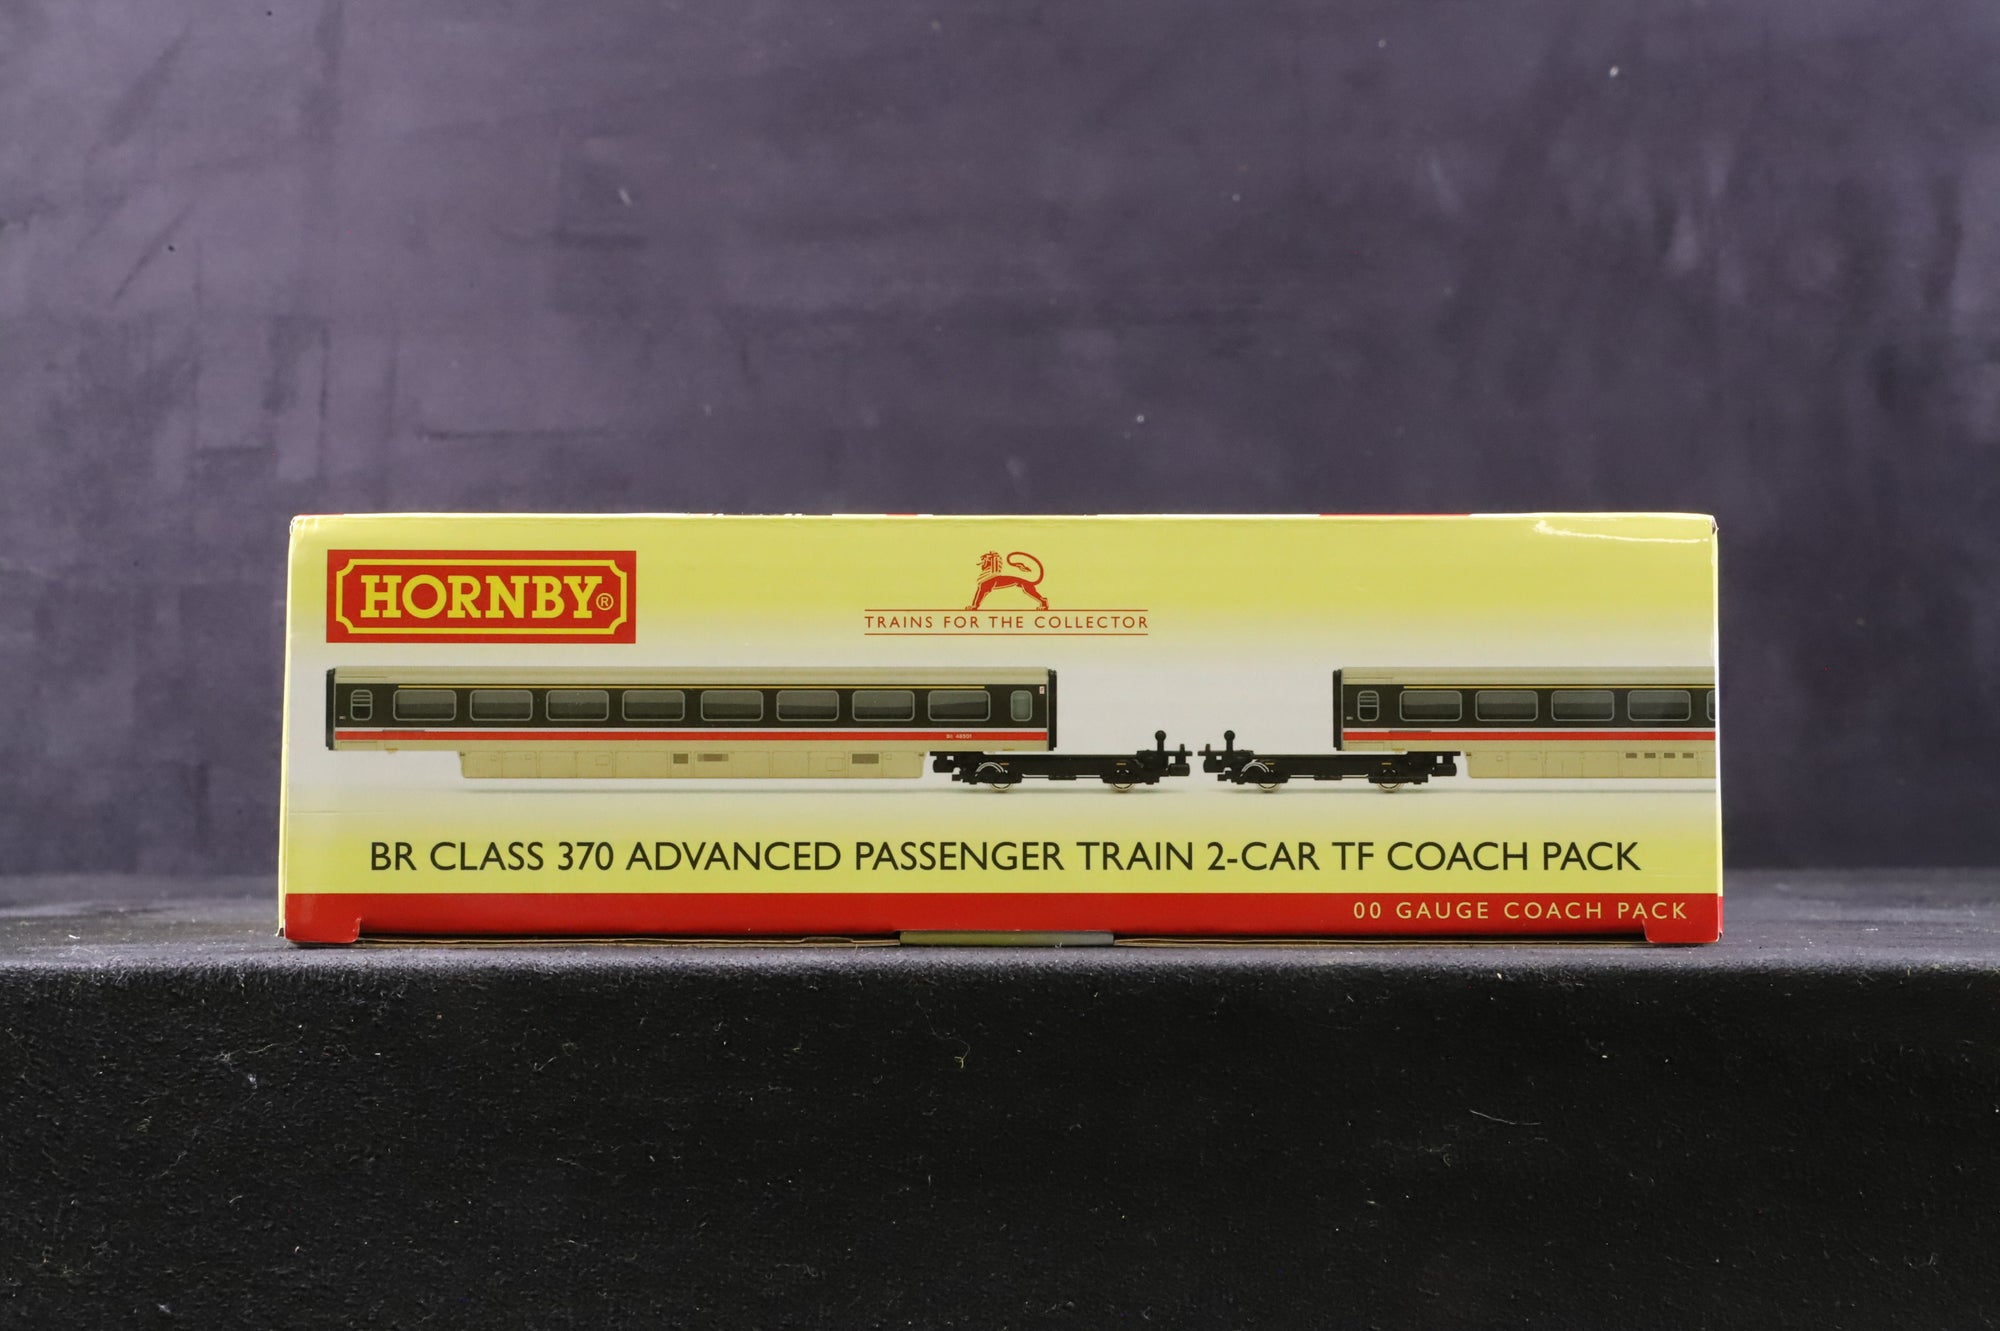 HORNBY®
TRAINS FOR THE COLLECTOR
BR CLASS 370 ADVANCED PASSENGER TRAIN 2-CAR TF COACH PACK
00 GAUGE COACH PACK